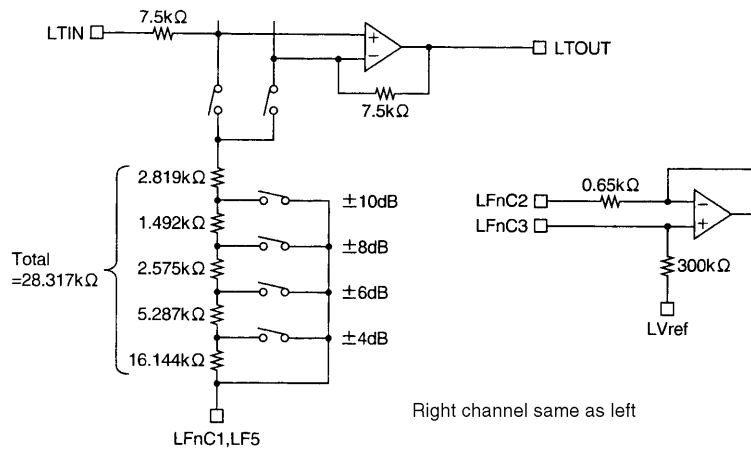 7.5kΩ
LTIN
+
−
LTOUT
7.5kΩ
2.819kΩ
±10dB
1.492kΩ
±8dB
Total
=28.317kΩ
2.575kΩ
±6dB
5.287kΩ
±4dB
16.144kΩ
LFnC1,LF5
0.65kΩ
LFnC2
−
LFnC3
+
300kΩ
LVref
Right channel same as left